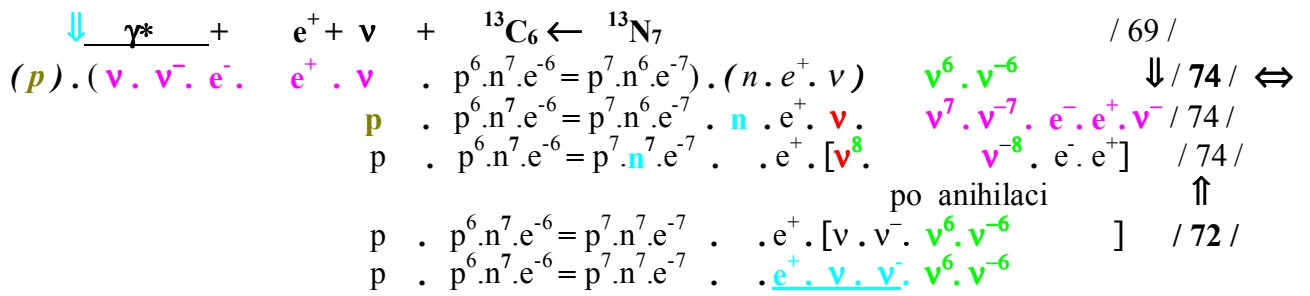 ⇓ γ* + e⁺ + ν + ¹³C₆ ← ¹³N₇ / 69 /
(p) . ( ν . ν⁻ . e⁻ . e⁺ . ν . p⁶.n⁷.e⁻⁶ = p⁷.n⁶.e⁻⁷) . (n . e⁺ . ν) ν⁶ . ν⁻⁶ ⇓ / 74 / ⇔
p . p⁶.n⁷.e⁻⁶ = p⁷.n⁶.e⁻⁷ . n . e⁺ . ν . ν⁷ . ν⁻⁷ . e⁻ . e⁺ . ν⁻ / 74 /
p . p⁶.n⁷.e⁻⁶ = p⁷.n⁷.e⁻⁷ . . e⁺ . [ν⁸ . ν⁻⁸ . e⁻ . e⁺] / 74 /
po anihilaci ⇑
p . p⁶.n⁷.e⁻⁶ = p⁷.n⁷.e⁻⁷ . . e⁺ . [ν . ν⁻ . ν⁶ . ν⁻⁶ ] / 72 /
p . p⁶.n⁷.e⁻⁶ = p⁷.n⁷.e⁻⁷ . . e⁺ . ν . ν⁻ . ν⁶ . ν⁻⁶